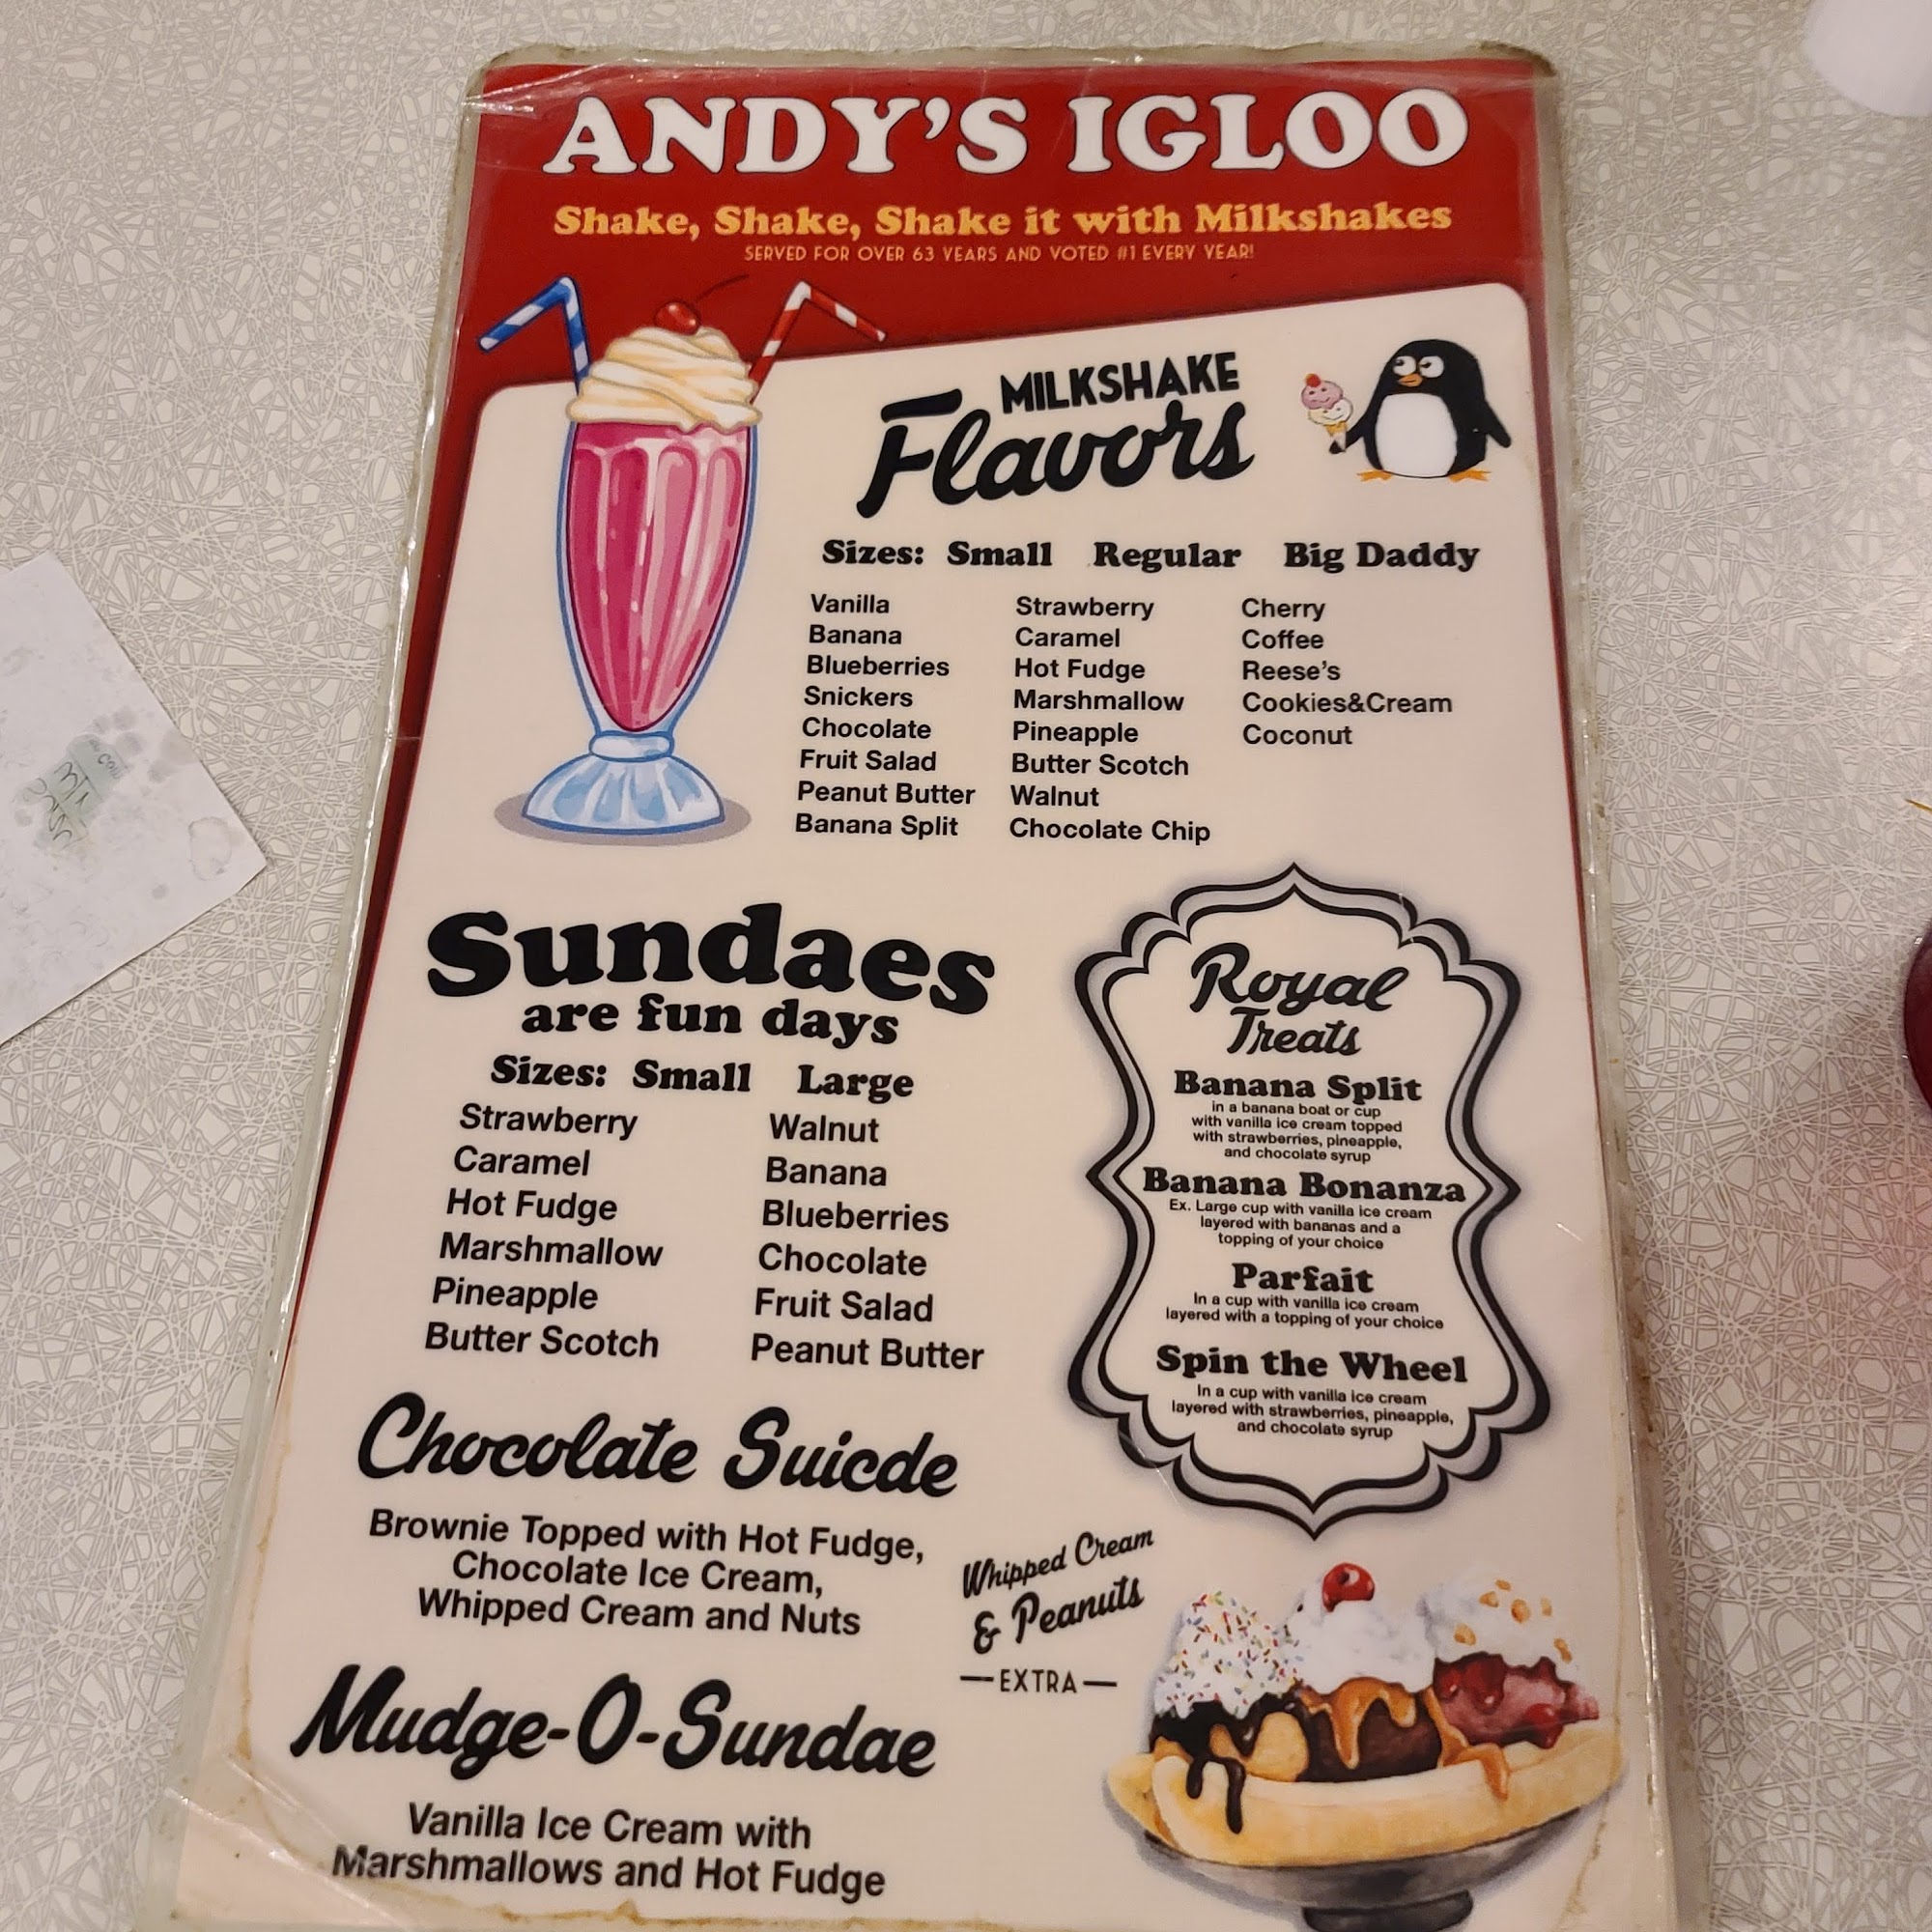 ANDY'S IGLOO
Shake, Shake, Shake it with Milkshakes
SERVED FOR OVER 63 YEARS AND VOTED #1 EVERY YEAR!
MILKSHAKE
Flavors
Sizes: Small Regular Big Daddy
Vanilla
Banana
Blueberries
Snickers
Chocolate
Fruit Salad
Peanut Butter
Banana Split
Strawberry
Caramel
Hot Fudge
Marshmallow
Pineapple
Butter Scotch
Walnut
Chocolate Chip
Cherry
Coffee
Reese's
Cookies&Cream
Coconut
Sundaes
are fun days
Sizes: Small Large
Strawberry
Caramel
Hot Fudge
Marshmallow
Pineapple
Butter Scotch
Walnut
Banana
Blueberries
Chocolate
Fruit Salad
Peanut Butter
Royal
Treats
Banana Split
in a banana boat or cup
with vanilla ice cream topped
with strawberries, pineapple,
and chocolate syrup
Banana Bonanza
Ex. Large cup with vanilla ice cream
layered with bananas and a
topping of your choice
Parfait
In a cup with vanilla ice cream
layered with a topping of your choice
Spin the Wheel
In a cup with vanilla ice cream
layered with strawberries, pineapple,
and chocolate syrup
Chocolate Suicde
Brownie Topped with Hot Fudge,
Chocolate Ice Cream,
Whipped Cream and Nuts
Whipped Cream
& Peanuts
—EXTRA—
Mudge-O-Sundae
Vanilla Ice Cream with
Marshmallows and Hot Fudge